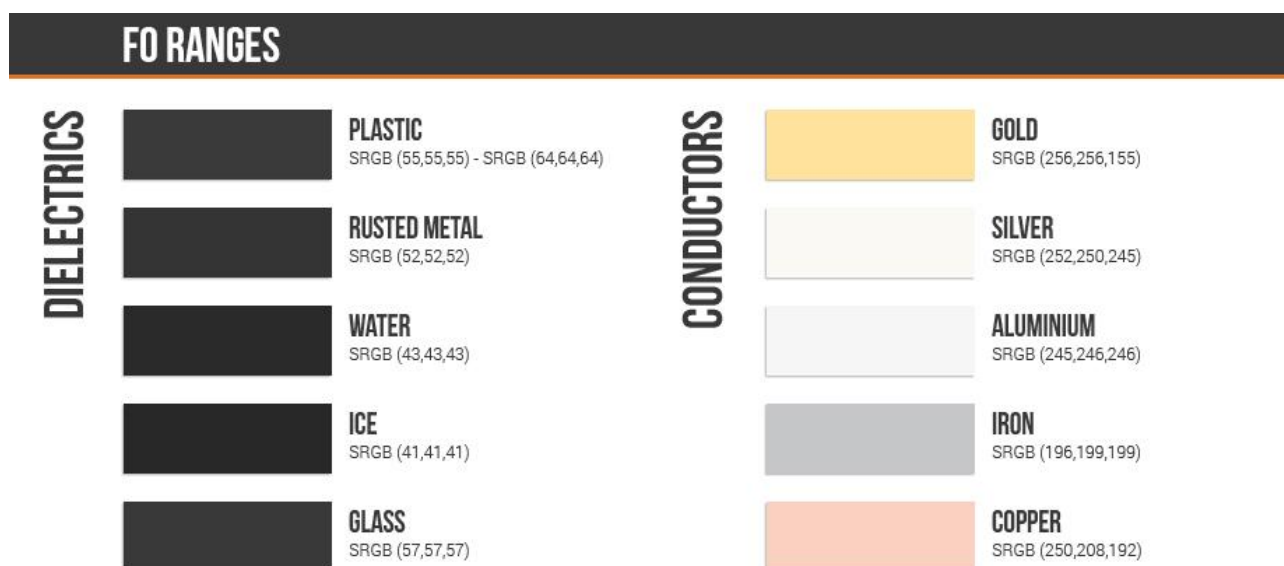 F0 RANGES
DIELECTRICS
PLASTIC
SRGB (55,55,55) - SRGB (64,64,64)
RUSTED METAL
SRGB (52,52,52)
WATER
SRGB (43,43,43)
ICE
SRGB (41,41,41)
GLASS
SRGB (57,57,57)
CONDUCTORS
GOLD
SRGB (256,256,155)
SILVER
SRGB (252,250,245)
ALUMINIUM
SRGB (245,246,246)
IRON
SRGB (196,199,199)
COPPER
SRGB (250,208,192)